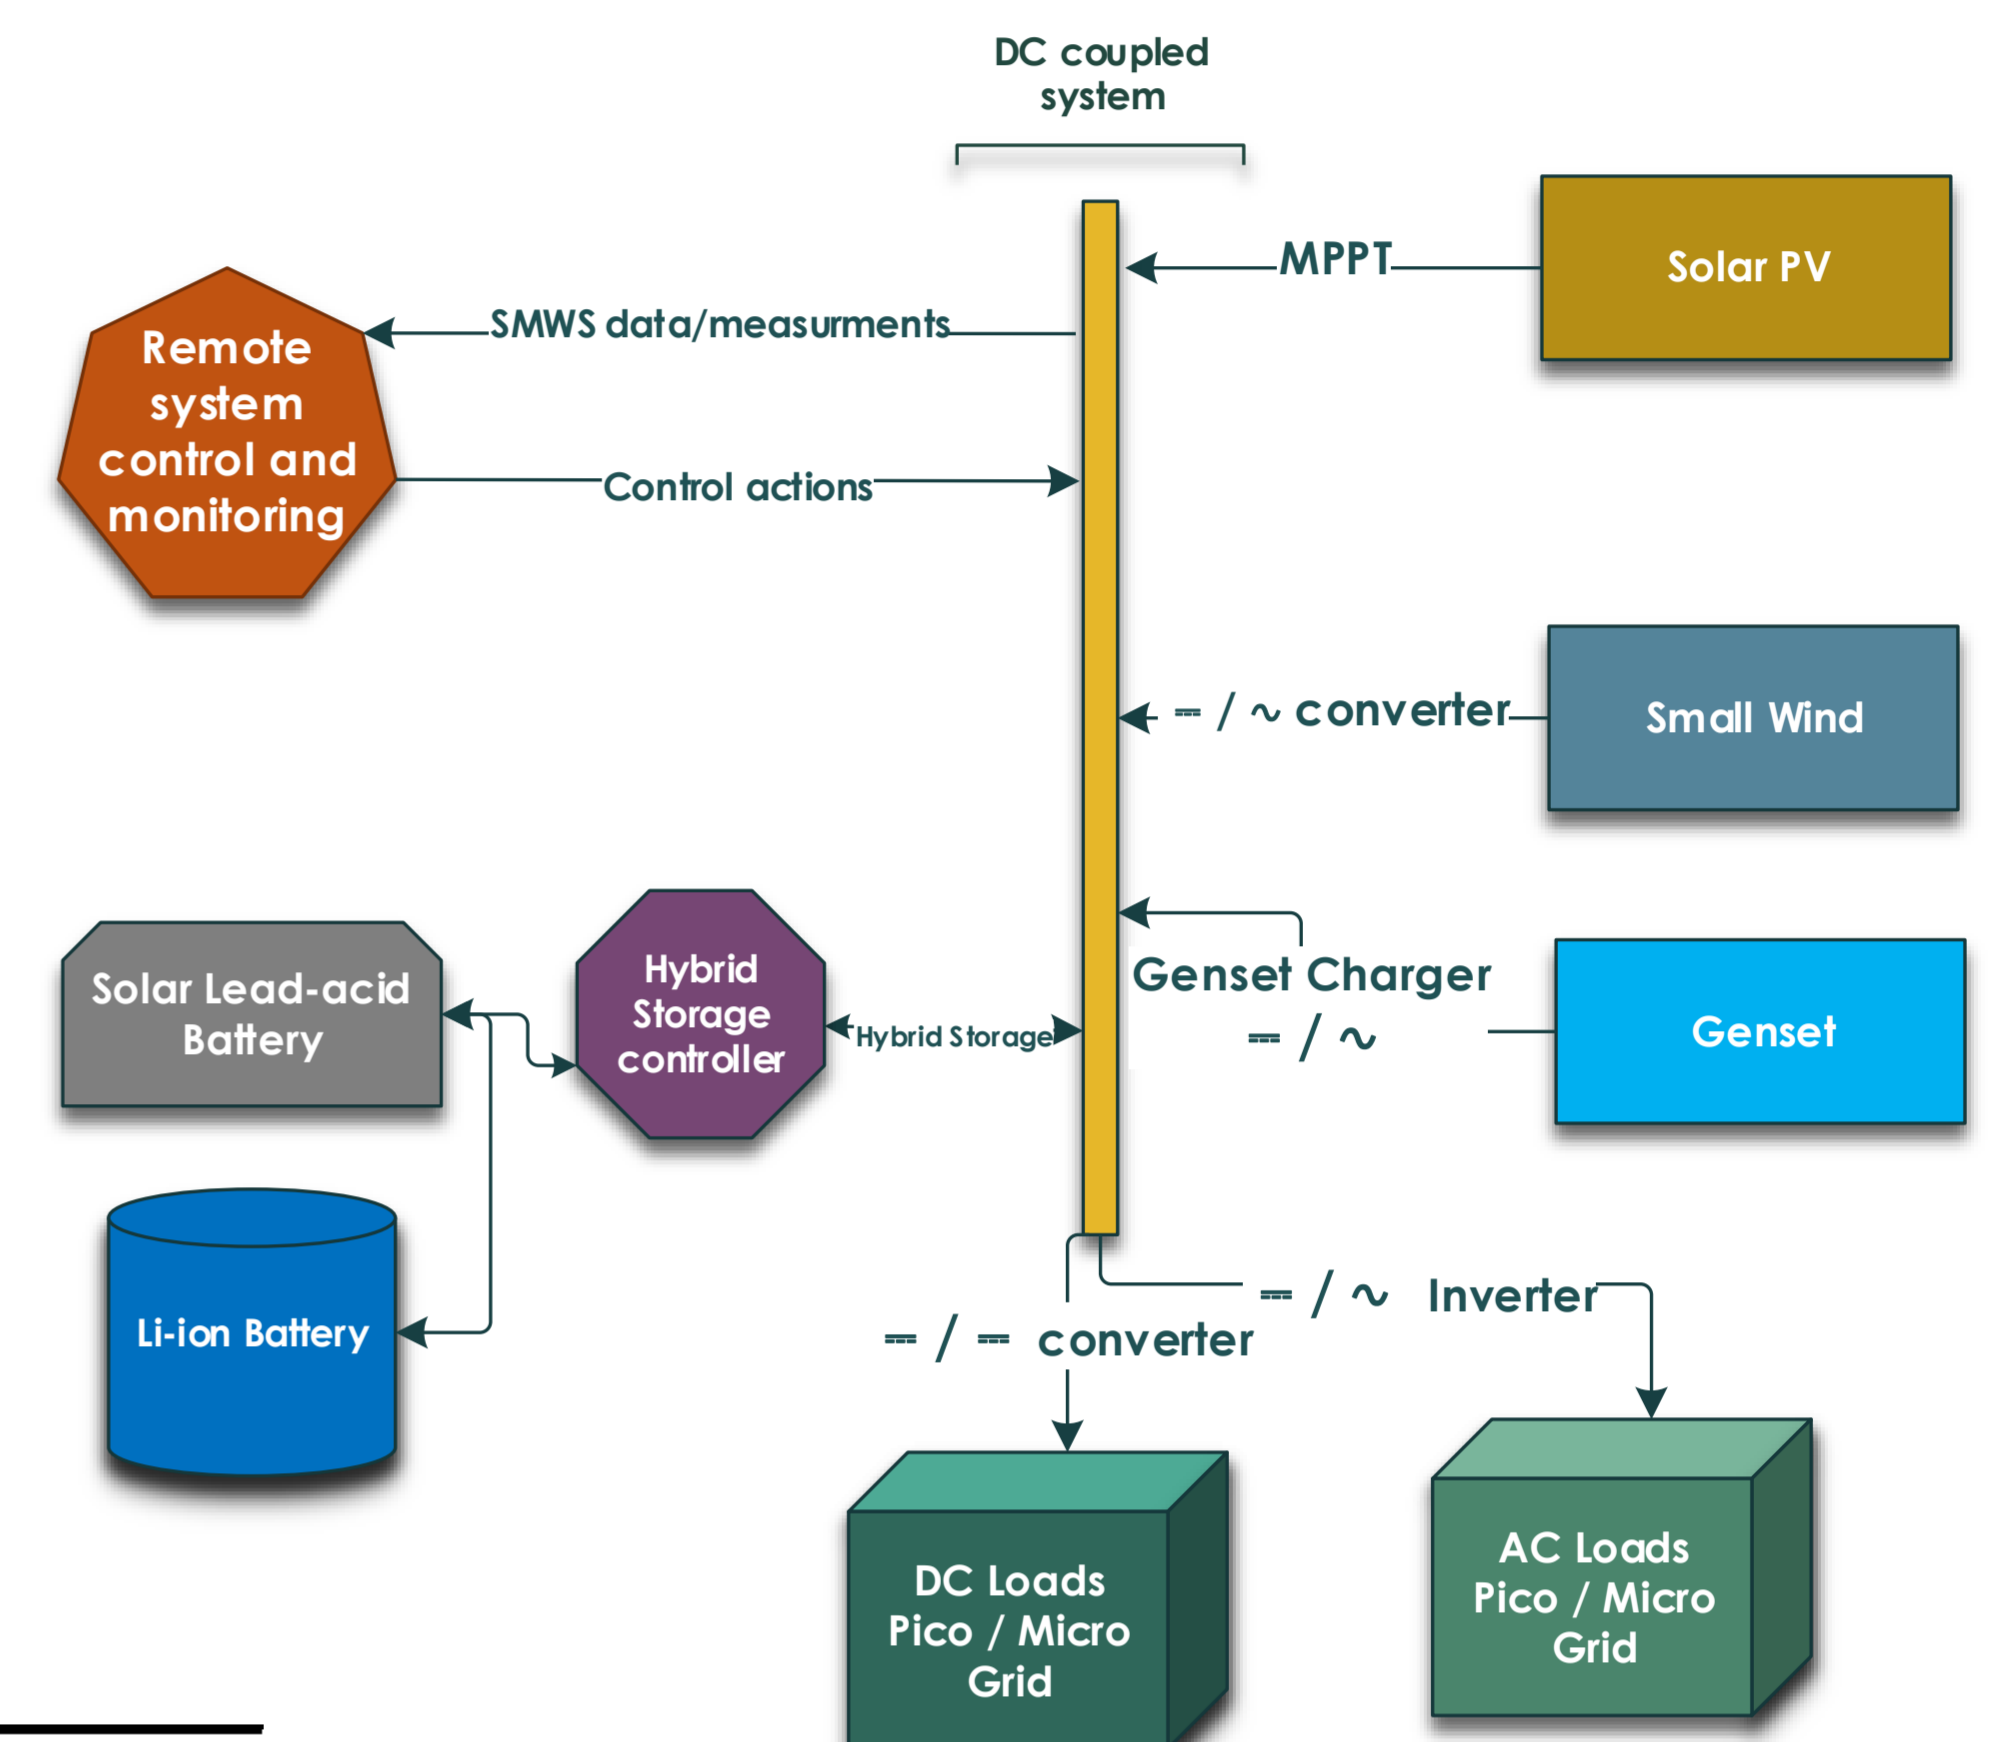 DC coupled
system
MPPT
Solar PV
SMWS data/measurments
Remote
system
control and
monitoring
Control actions
⎓ / ∿ converter
Small Wind
Solar Lead-acid
Battery
Hybrid
Storage
controller
Hybrid Storage
Genset Charger
⎓ / ∿
Genset
Li-ion Battery
⎓ / ∿ Inverter
⎓ / ⎓ converter
DC Loads
Pico / Micro
Grid
AC Loads
Pico / Micro
Grid